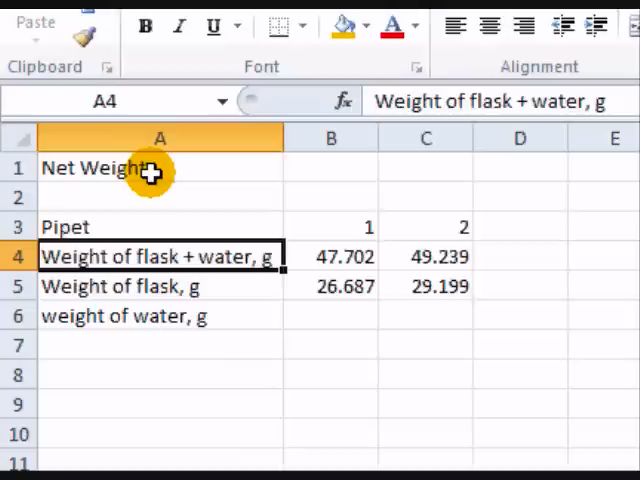 Paste
B I U A
Clipboard Font Alignment
A4 fx Weight of flask + water, g
A B C D E
1 Net Weight
2
3 Pipet 1 2
4 Weight of flask + water, g 47.702 49.239
5 Weight of flask, g 26.687 29.199
6 weight of water, g
7
8
9
10
11